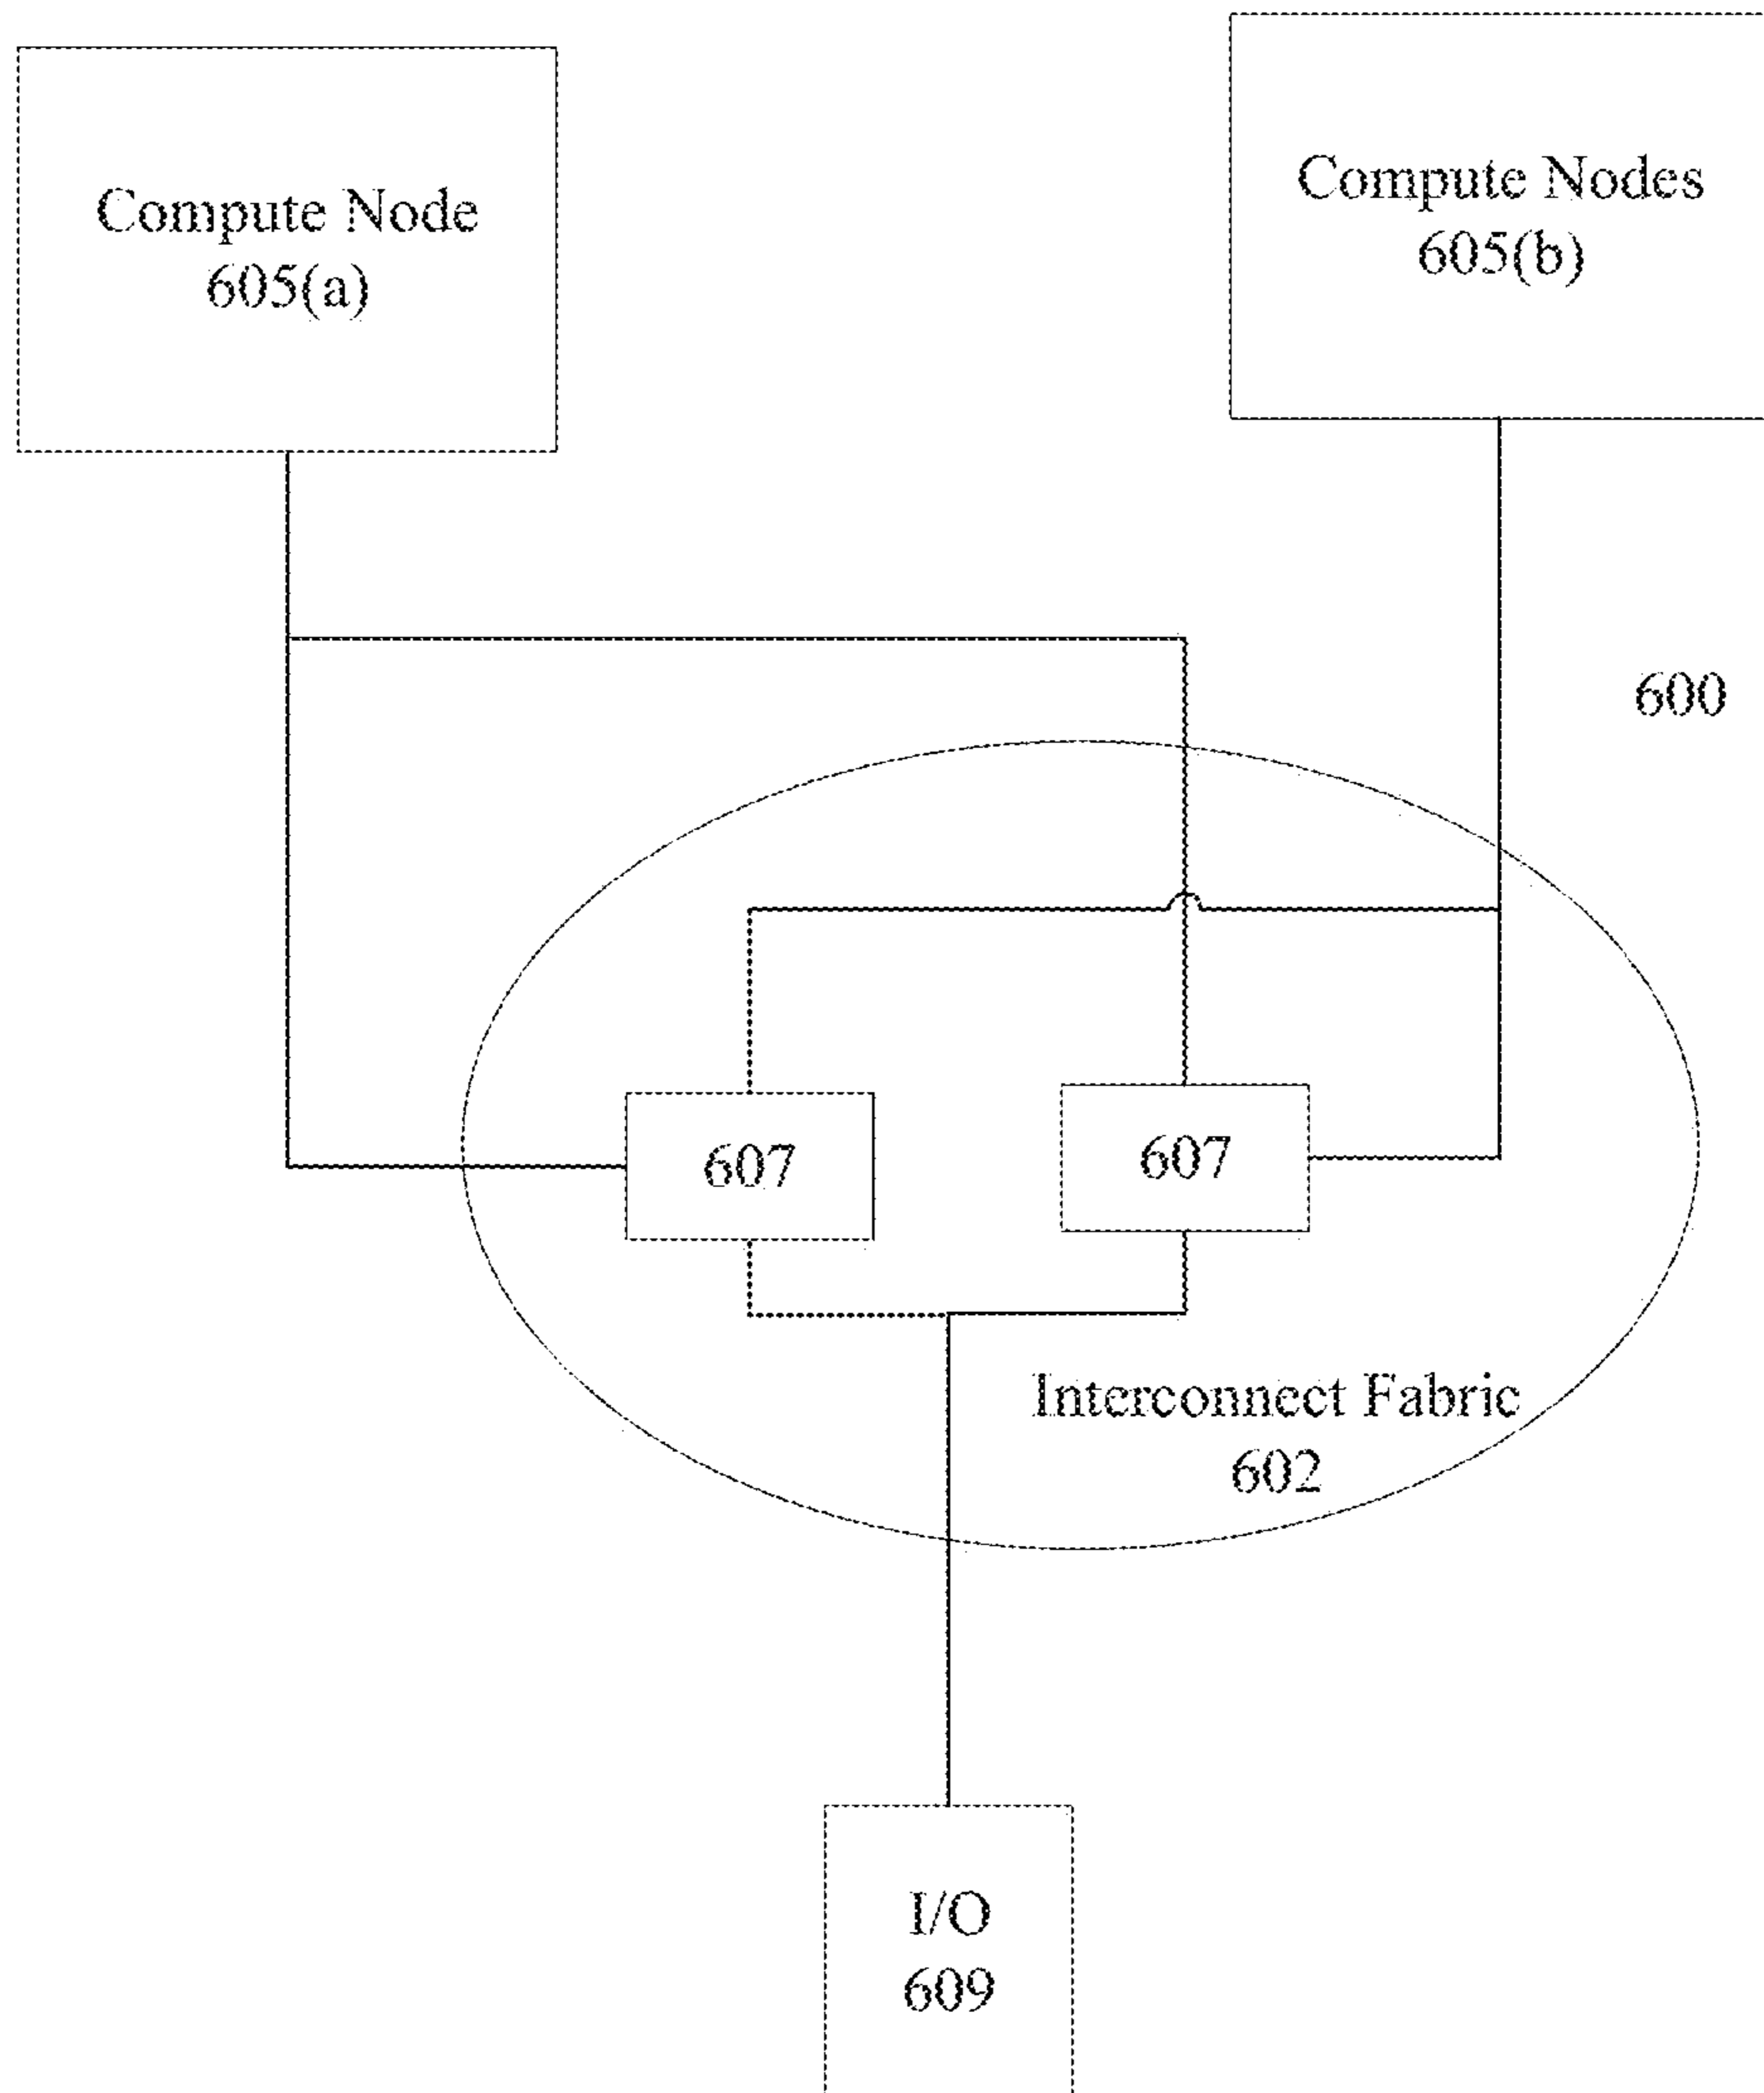 Compute Node
605(a)
Compute Nodes
605(b)
600
607
607
Interconnect Fabric
602
I/O
609